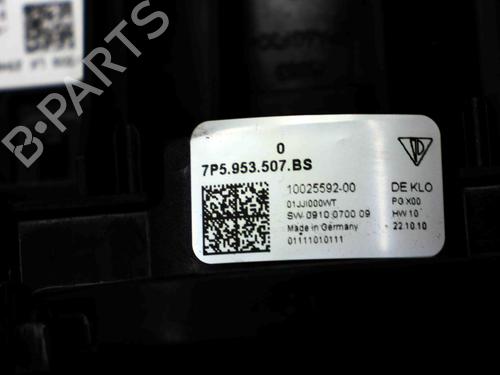 B-PARTS
0
7P5.953.507.BS
10025592-00 DE KLO
01JJI000WT PG X00
SW 0910 0700 09 HW 10
Made in Germany 22.10.10
01111010111